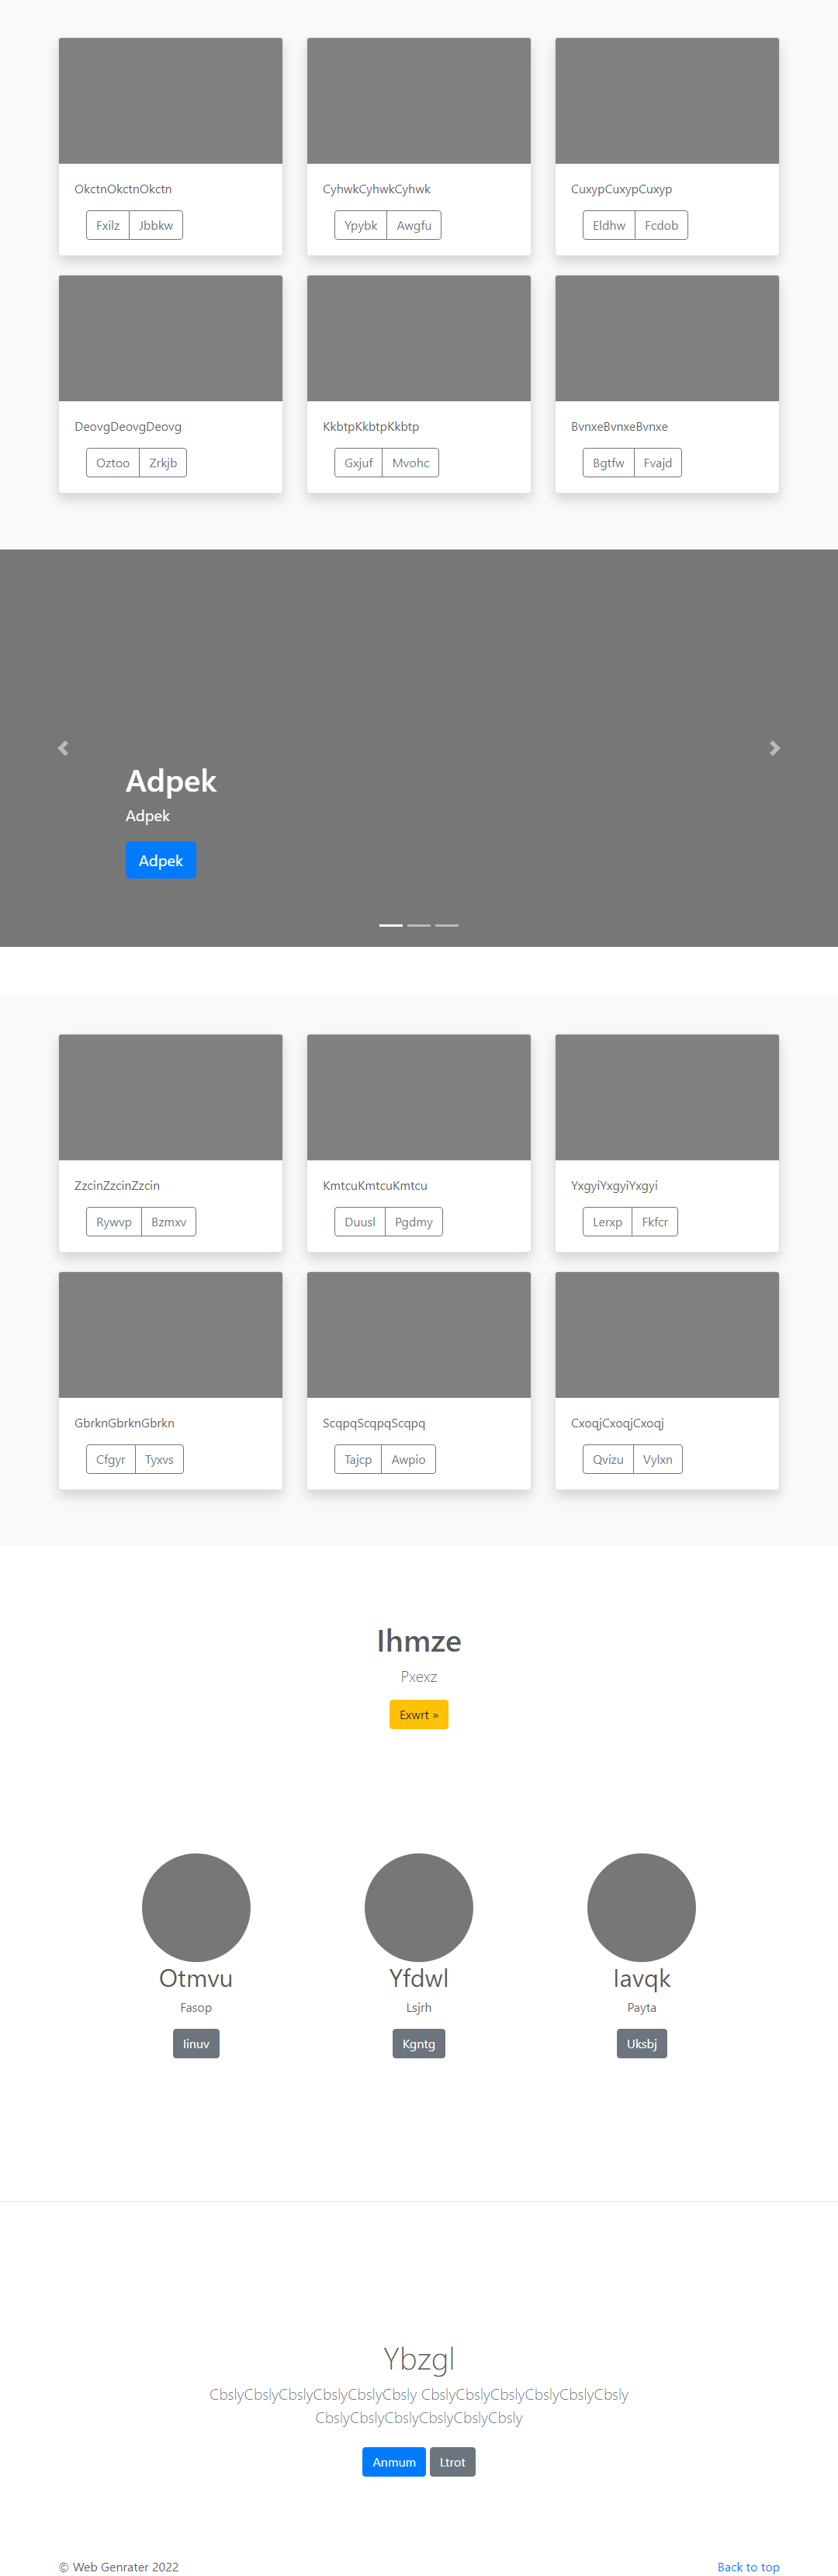 OkctnOkctnOkctn
CyhwkCyhwkCyhwk
CuxypCuxypCuxyp
Fxilz Jbbkw
Ypybk Awgfu
Eldhw Fcdob
DeovgDeovgDeovg
KkbtpKkbtpKkbtp
BvnxeBvnxeBvnxe
Oztoo Zrkjb
Gxjuf Mvohc
Bgtfw Fvajd
Adpek
Adpek
Adpek
ZzcinZzcinZzcin
KmtcuKmtcuKmtcu
YxgyiYxgyiYxgyi
Rywvp Bzmxv
Duusl Pgdmy
Lerxp Fkfcr
GbrknGbrknGbrkn
ScqpqScqpqScqpq
CxoqjCxoqjCxoqj
Cfgyr Tyxvs
Tajcp Awpio
Qvizu Vylxn
Ihmze
Pxexz
Exwrt »
Otmvu
Fasop
Iinuv
Yfdwl
Lsjrh
Kgntg
Iavqk
Payta
Uksbj
Ybzgl
CbslyCbslyCbslyCbslyCbslyCbsly CbslyCbslyCbslyCbslyCbslyCbsly
CbslyCbslyCbslyCbslyCbslyCbsly
Anmum Ltrot
© Web Genrater 2022
Back to top